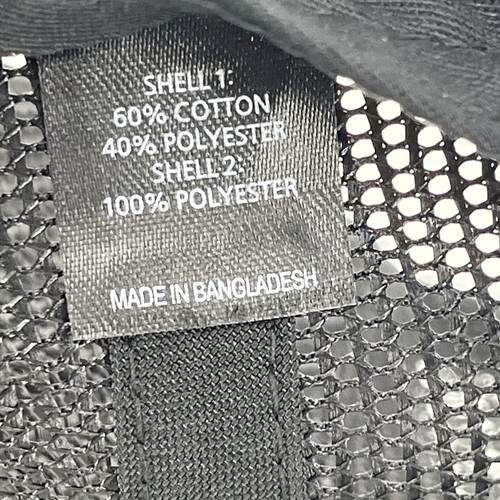 SHELL 1:
60% COTTON
40% POLYESTER
SHELL 2:
100% POLYESTER
MADE IN BANGLADESH